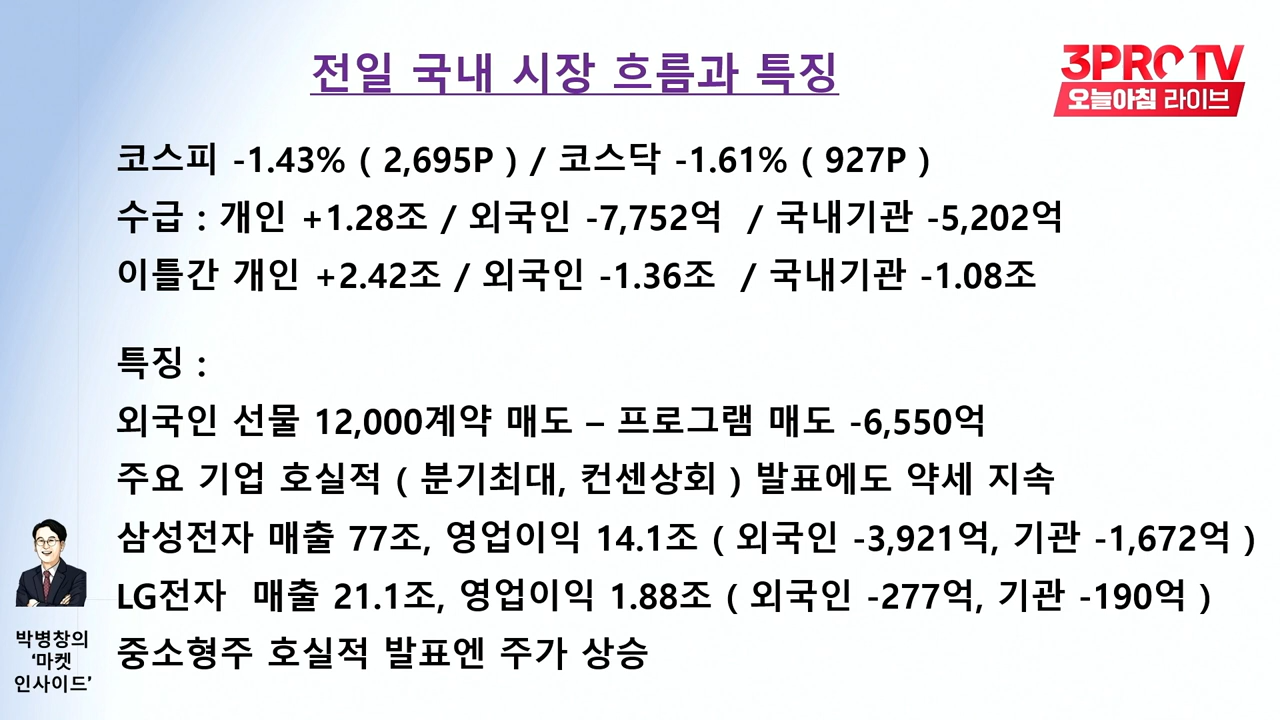 전일 국내 시장 흐름과 특징
3PRO TV
오늘아침 라이브
코스피 -1.43% ( 2,695P ) / 코스닥 -1.61% ( 927P )
수급 : 개인 +1.28조 / 외국인 -7,752억 / 국내기관 -5,202억
이틀간 개인 +2.42조 / 외국인 -1.36조 / 국내기관 -1.08조
특징 :
외국인 선물 12,000계약 매도 – 프로그램 매도 -6,550억
주요 기업 호실적 ( 분기최대, 컨센상회 ) 발표에도 약세 지속
삼성전자 매출 77조, 영업이익 14.1조 ( 외국인 -3,921억, 기관 -1,672억 )
LG전자 매출 21.1조, 영업이익 1.88조 ( 외국인 -277억, 기관 -190억 )
중소형주 호실적 발표엔 주가 상승
박병창의
‘마켓
인사이드’